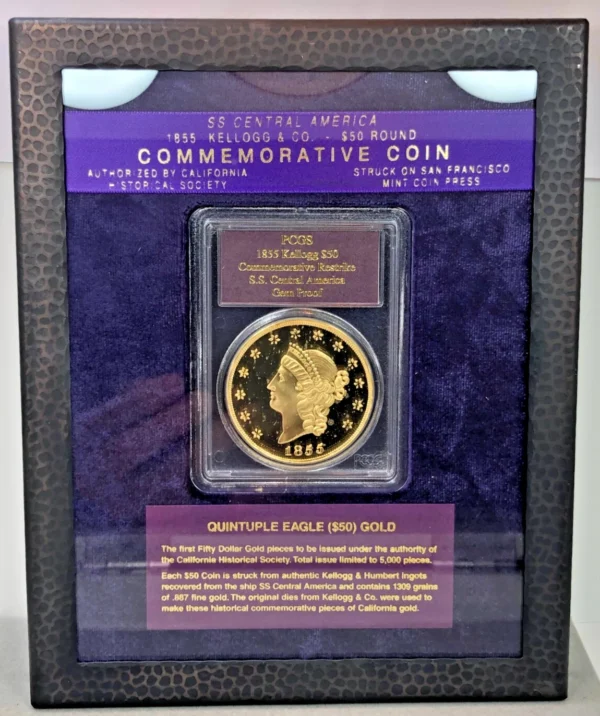 SS CENTRAL AMERICA
1855 KELLOGG & CO. - $50 ROUND
COMMEMORATIVE COIN
AUTHORIZED BY CALIFORNIA
HISTORICAL SOCIETY
STRUCK ON SAN FRANCISCO
MINT COIN PRESS
PCGS
1855 Kellogg $50
Commemorative Restrike
S.S. Central America
Gem Proof
1855
PCGS
QUINTUPLE EAGLE ($50) GOLD
The first Fifty Dollar Gold pieces to be issued under the authority of
the California Historical Society. Total issue limited to 5,000 pieces.
Each $50 Coin is struck from authentic Kellogg & Humbert ingots
recovered from the ship SS Central America and contains 1309 grains
of .887 fine gold. The original dies from Kellogg & Co. were used to
make these historical commemorative pieces of California gold.